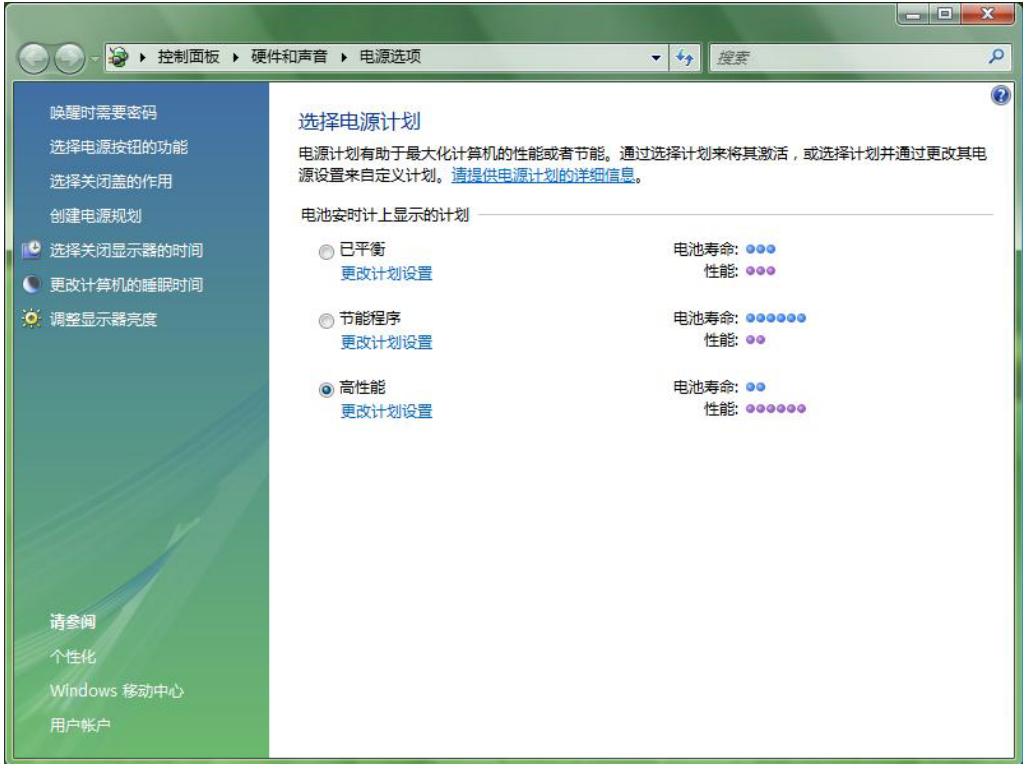 控制面板 ▸ 硬件和声音 ▸ 电源选项
搜索
唤醒时需要密码
选择电源按钮的功能
选择关闭盖的作用
创建电源规划
选择关闭显示器的时间
更改计算机的睡眠时间
调整显示器亮度
请参阅
个性化
Windows 移动中心
用户帐户
选择电源计划
电源计划有助于最大化计算机的性能或者节能。通过选择计划来将其激活，或选择计划并通过更改其电
源设置来自定义计划。请提供电源计划的详细信息。
电池安时计上显示的计划
已平衡 电池寿命:
更改计划设置 性能:
节能程序 电池寿命:
更改计划设置 性能:
高性能 电池寿命:
更改计划设置 性能: